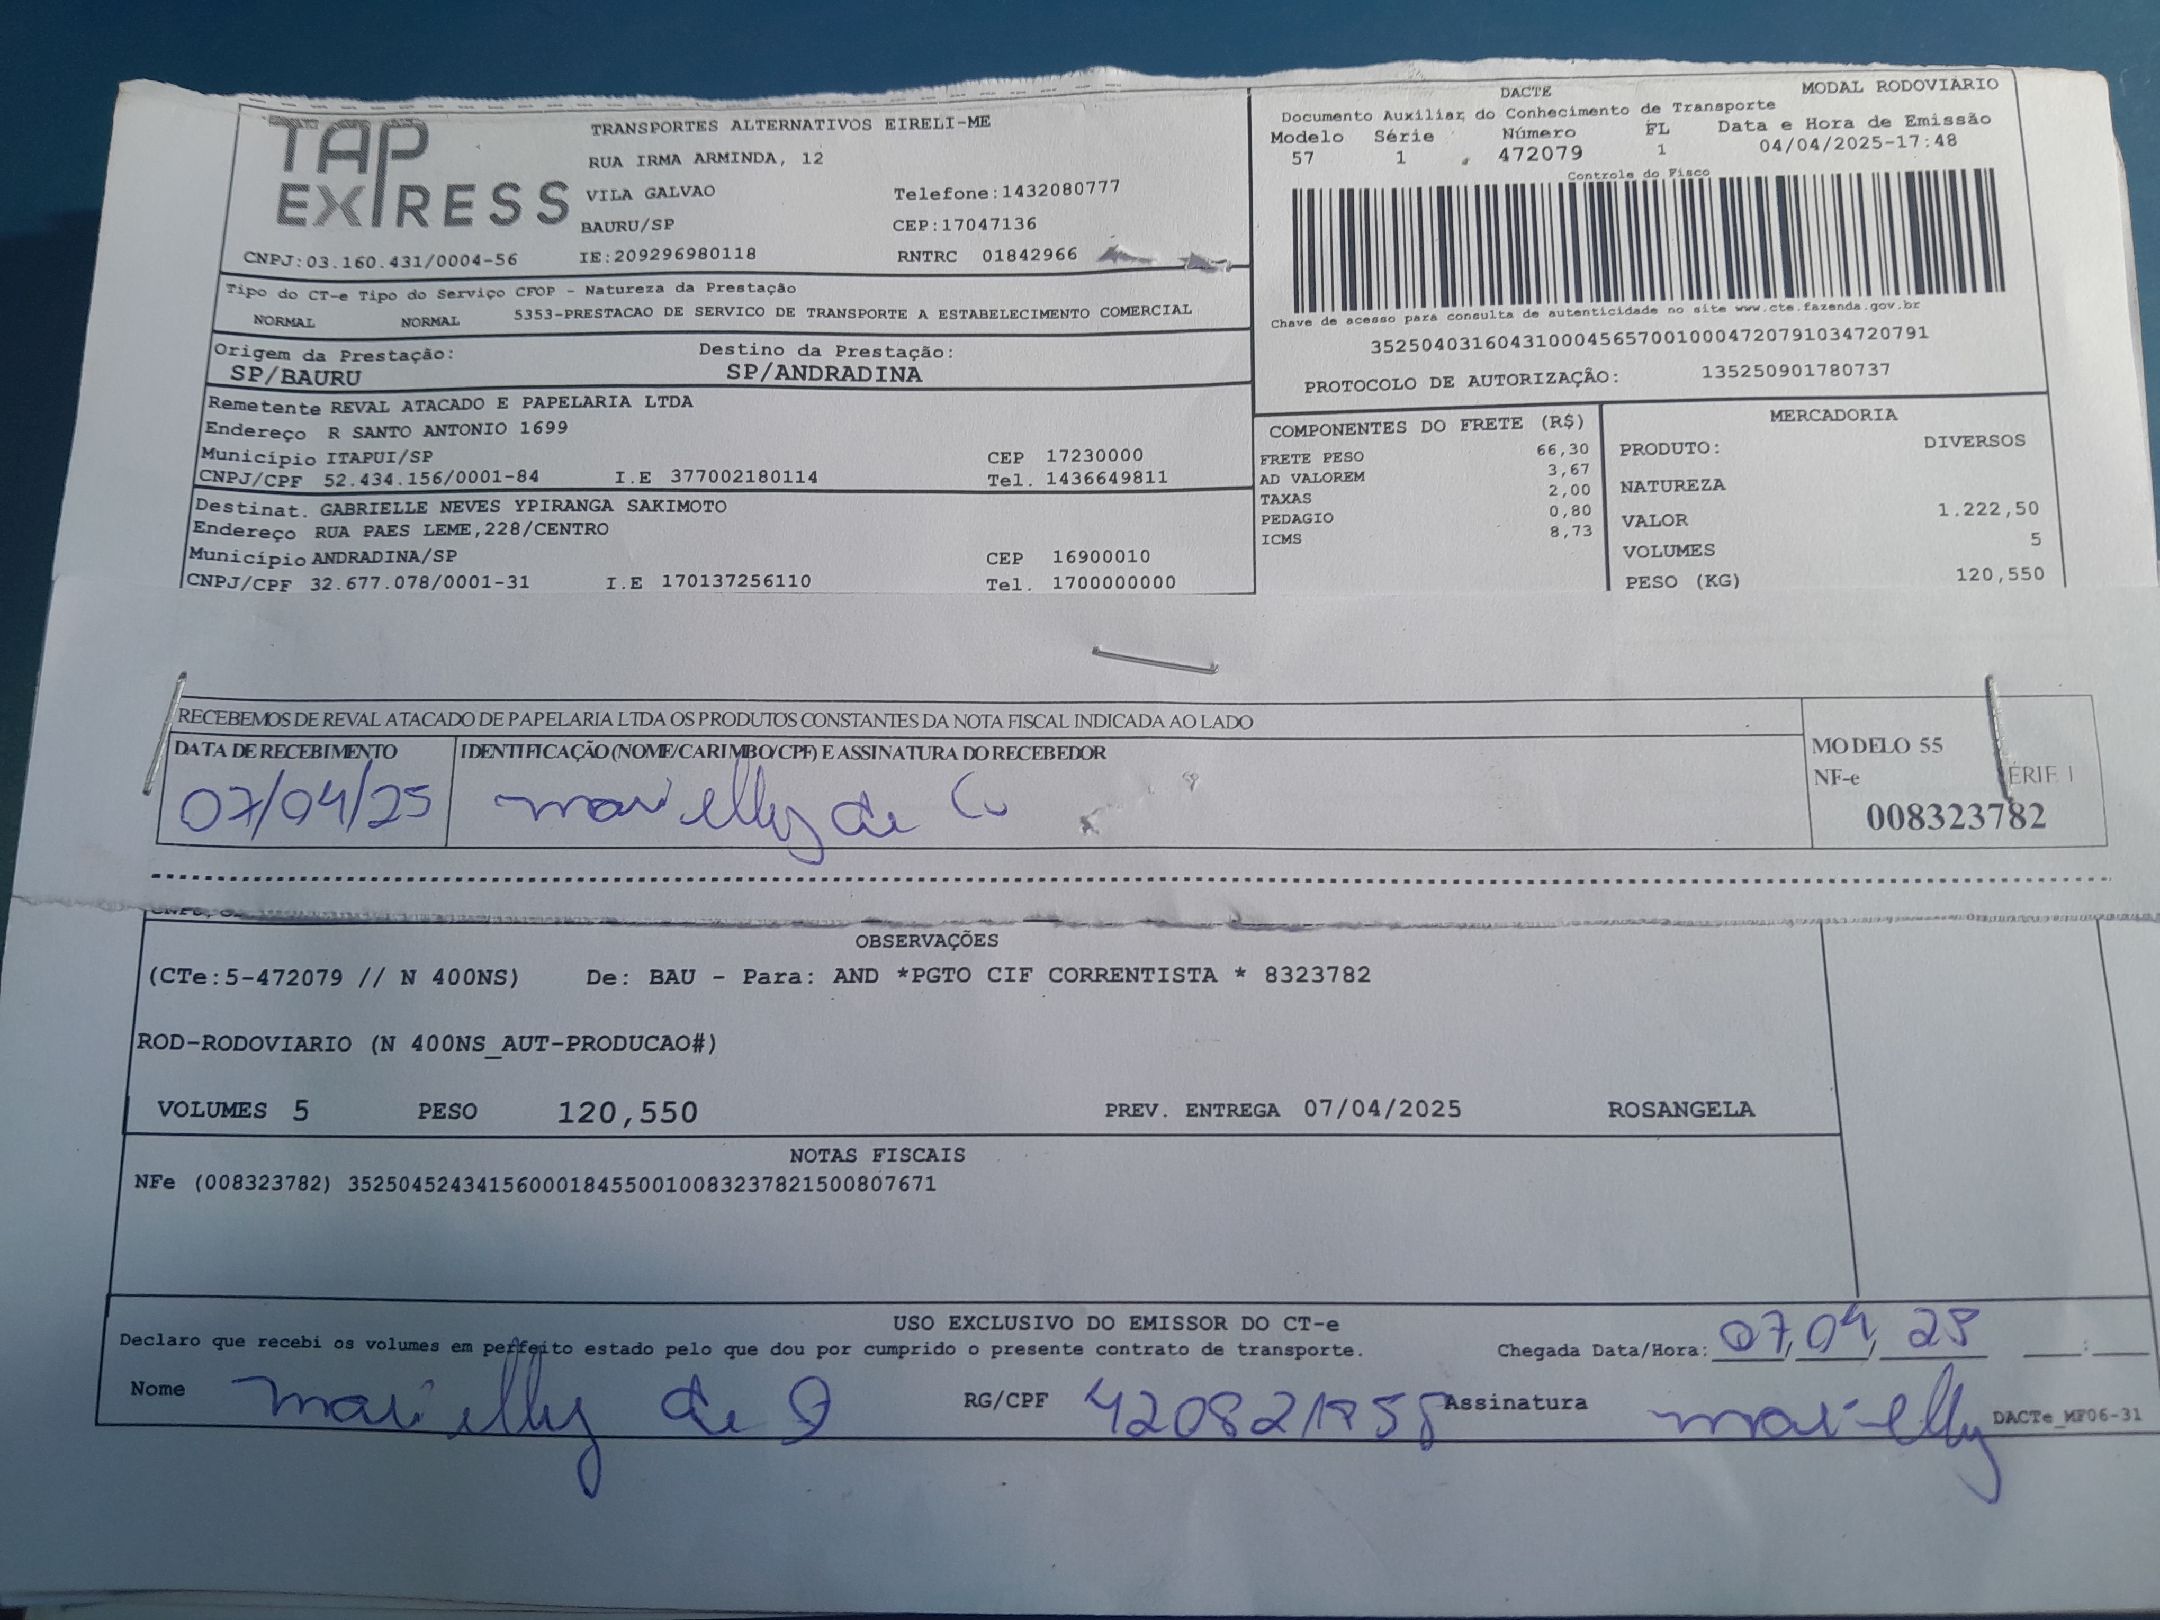 TAP EXPRESS
TRANSPORTES ALTERNATIVOS EIRELI-ME
RUA IRMA ARMINDA, 12
VILA GALVAO Telefone:1432080777
BAURU/SP CEP:17047136
CNPJ:03.160.431/0004-56 IE:209296980118 RNTRC 01842966
DACTE MODAL RODOVIÁRIO
Documento Auxiliar do Conhecimento de Transporte
Modelo Série Número FL Data e Hora de Emissão
57 1 472079 1 04/04/2025-17:48
Controle do Fisco
Chave de acesso para consulta de autenticidade no site www.cte.fazenda.gov.br
35250403160431000456570010004720791034720791
PROTOCOLO DE AUTORIZAÇÃO: 135250901780737
Tipo do CT-e Tipo do Serviço CFOP - Natureza da Prestação
NORMAL NORMAL 5353-PRESTACAO DE SERVICO DE TRANSPORTE A ESTABELECIMENTO COMERCIAL
Origem da Prestação: Destino da Prestação:
SP/BAURU SP/ANDRADINA
Remetente REVAL ATACADO E PAPELARIA LTDA
Endereço R SANTO ANTONIO 1699
Município ITAPUI/SP CEP 17230000
CNPJ/CPF 52.434.156/0001-84 I.E 377002180114 Tel. 1436649811
Destinat. GABRIELLE NEVES YPIRANGA SAKIMOTO
Endereço RUA PAES LEME,228/CENTRO
Município ANDRADINA/SP CEP 16900010
CNPJ/CPF 32.677.078/0001-31 I.E 170137256110 Tel. 1700000000
COMPONENTES DO FRETE (R$)
FRETE PESO 66,30
AD VALOREM 3,67
TAXAS 2,00
PEDAGIO 0,80
ICMS 8,73
MERCADORIA
PRODUTO: DIVERSOS
NATUREZA
VALOR 1.222,50
VOLUMES 5
PESO (KG) 120,550
RECEBEMOS DE REVAL ATACADO DE PAPELARIA LTDA OS PRODUTOS CONSTANTES DA NOTA FISCAL INDICADA AO LADO
DATA DE RECEBIMENTO IDENTIFICAÇÃO (NOME/CARIMBO/CPF) E ASSINATURA DO RECEBEDOR
07/04/25 marielly de
MODELO 55
NF-e SÉRIE 1
008323782
OBSERVAÇÕES
(CTe:5-472079 // N 400NS) De: BAU - Para: AND *PGTO CIF CORRENTISTA * 8323782
ROD-RODOVIARIO (N 400NS_AUT-PRODUCAO#)
VOLUMES 5 PESO 120,550 PREV. ENTREGA 07/04/2025 ROSANGELA
NOTAS FISCAIS
NFe (008323782) 35250452434156000184550010083237821500807671
USO EXCLUSIVO DO EMISSOR DO CT-e
Declaro que recebi os volumes em perfeito estado pelo que dou por cumprido o presente contrato de transporte. Chegada Data/Hora: 07,04,25 :
Nome marielly de RG/CPF Assinatura marielly
DACTe_MF06-31